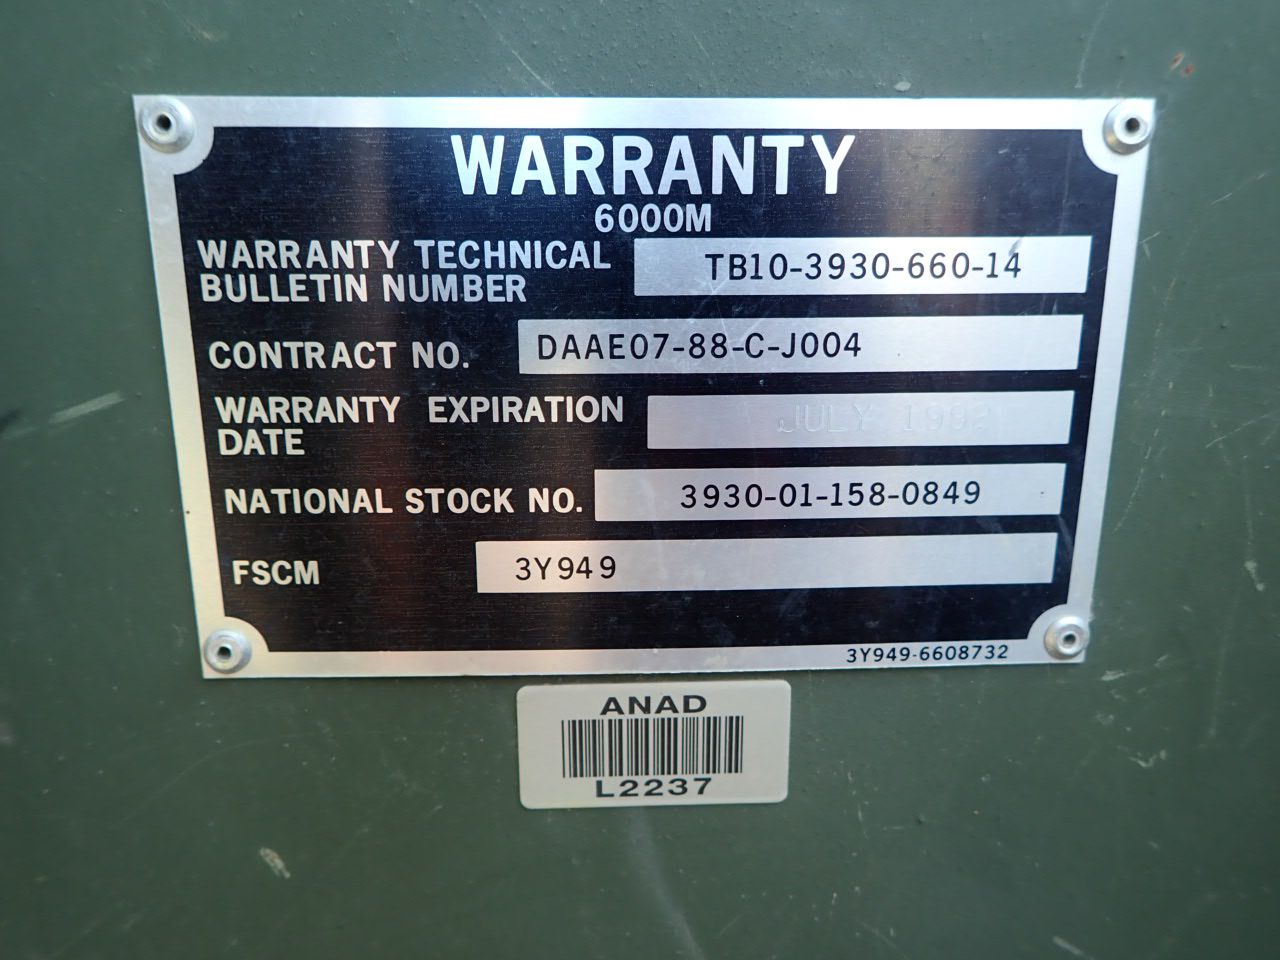 WARRANTY
6000M
WARRANTY TECHNICAL BULLETIN NUMBER TB10-3930-660-14
CONTRACT NO. DAAE07-88-C-J004
WARRANTY EXPIRATION DATE JULY
NATIONAL STOCK NO. 3930-01-158-0849
FSCM 3Y949
3Y949-6608732
ANAD
L2237